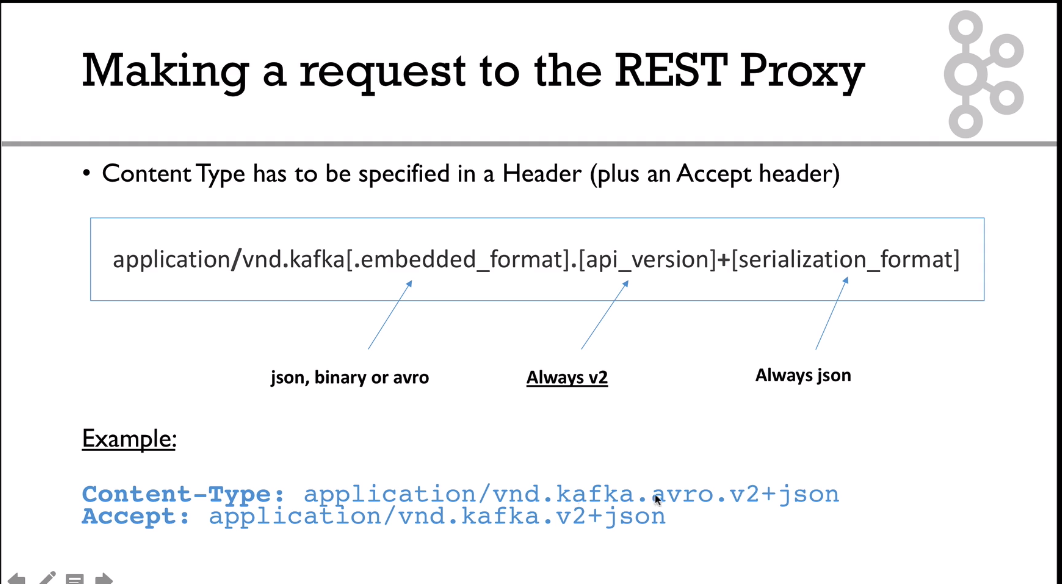 Making a request to the REST Proxy
• Content Type has to be specified in a Header (plus an Accept header)
application/vnd.kafka[.embedded_format].[api_version]+[serialization_format]
json, binary or avro
Always v2
Always json
Example:
Content-Type: application/vnd.kafka.avro.v2+json
Accept: application/vnd.kafka.v2+json